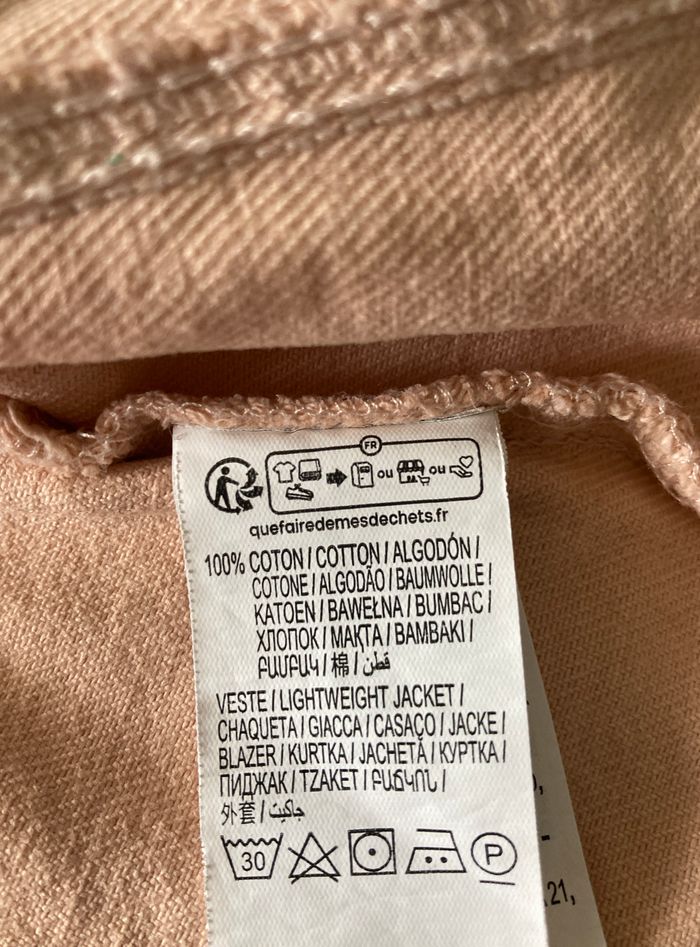 FR
ou ou
quefairedemesdechets.fr
100% COTON / COTTON / ALGODÓN /
COTONE / ALGODÃO / BAUMWOLLE /
KATOEN / BAWEŁNA / BUMBAC /
ХЛОПОК / МАҚТА / BAMBAKI /
ԲԱՄԲԱԿ / 棉 / قطن
VESTE / LIGHTWEIGHT JACKET /
CHAQUETA / GIACCA / CASACO / JACKE /
BLAZER / KURTKA / JACHETĂ / КУРТКА /
ПИДЖАК / TZAKET / ԲԱՃԿՈՆ /
外套 / جاكيت
30 P
21,